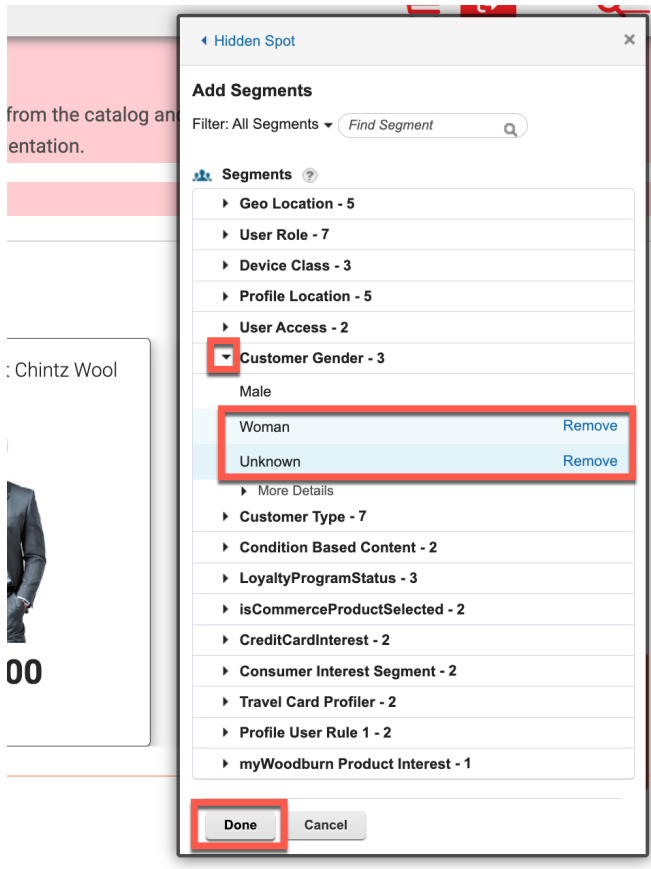 Hidden Spot
Add Segments
from the catalog and
Filter: All Segments
Find Segment
entation.
Segments ?
Geo Location - 5
User Role - 7
Device Class - 3
Profile Location - 5
User Access - 2
Customer Gender - 3
: Chintz Wool
Male
Woman Remove
Unknown Remove
More Details
Customer Type - 7
Condition Based Content - 2
LoyaltyProgramStatus - 3
isCommerceProductSelected - 2
CreditCardInterest - 2
00
Consumer Interest Segment - 2
Travel Card Profiler - 2
Profile User Rule 1 - 2
myWoodburn Product Interest - 1
Done Cancel